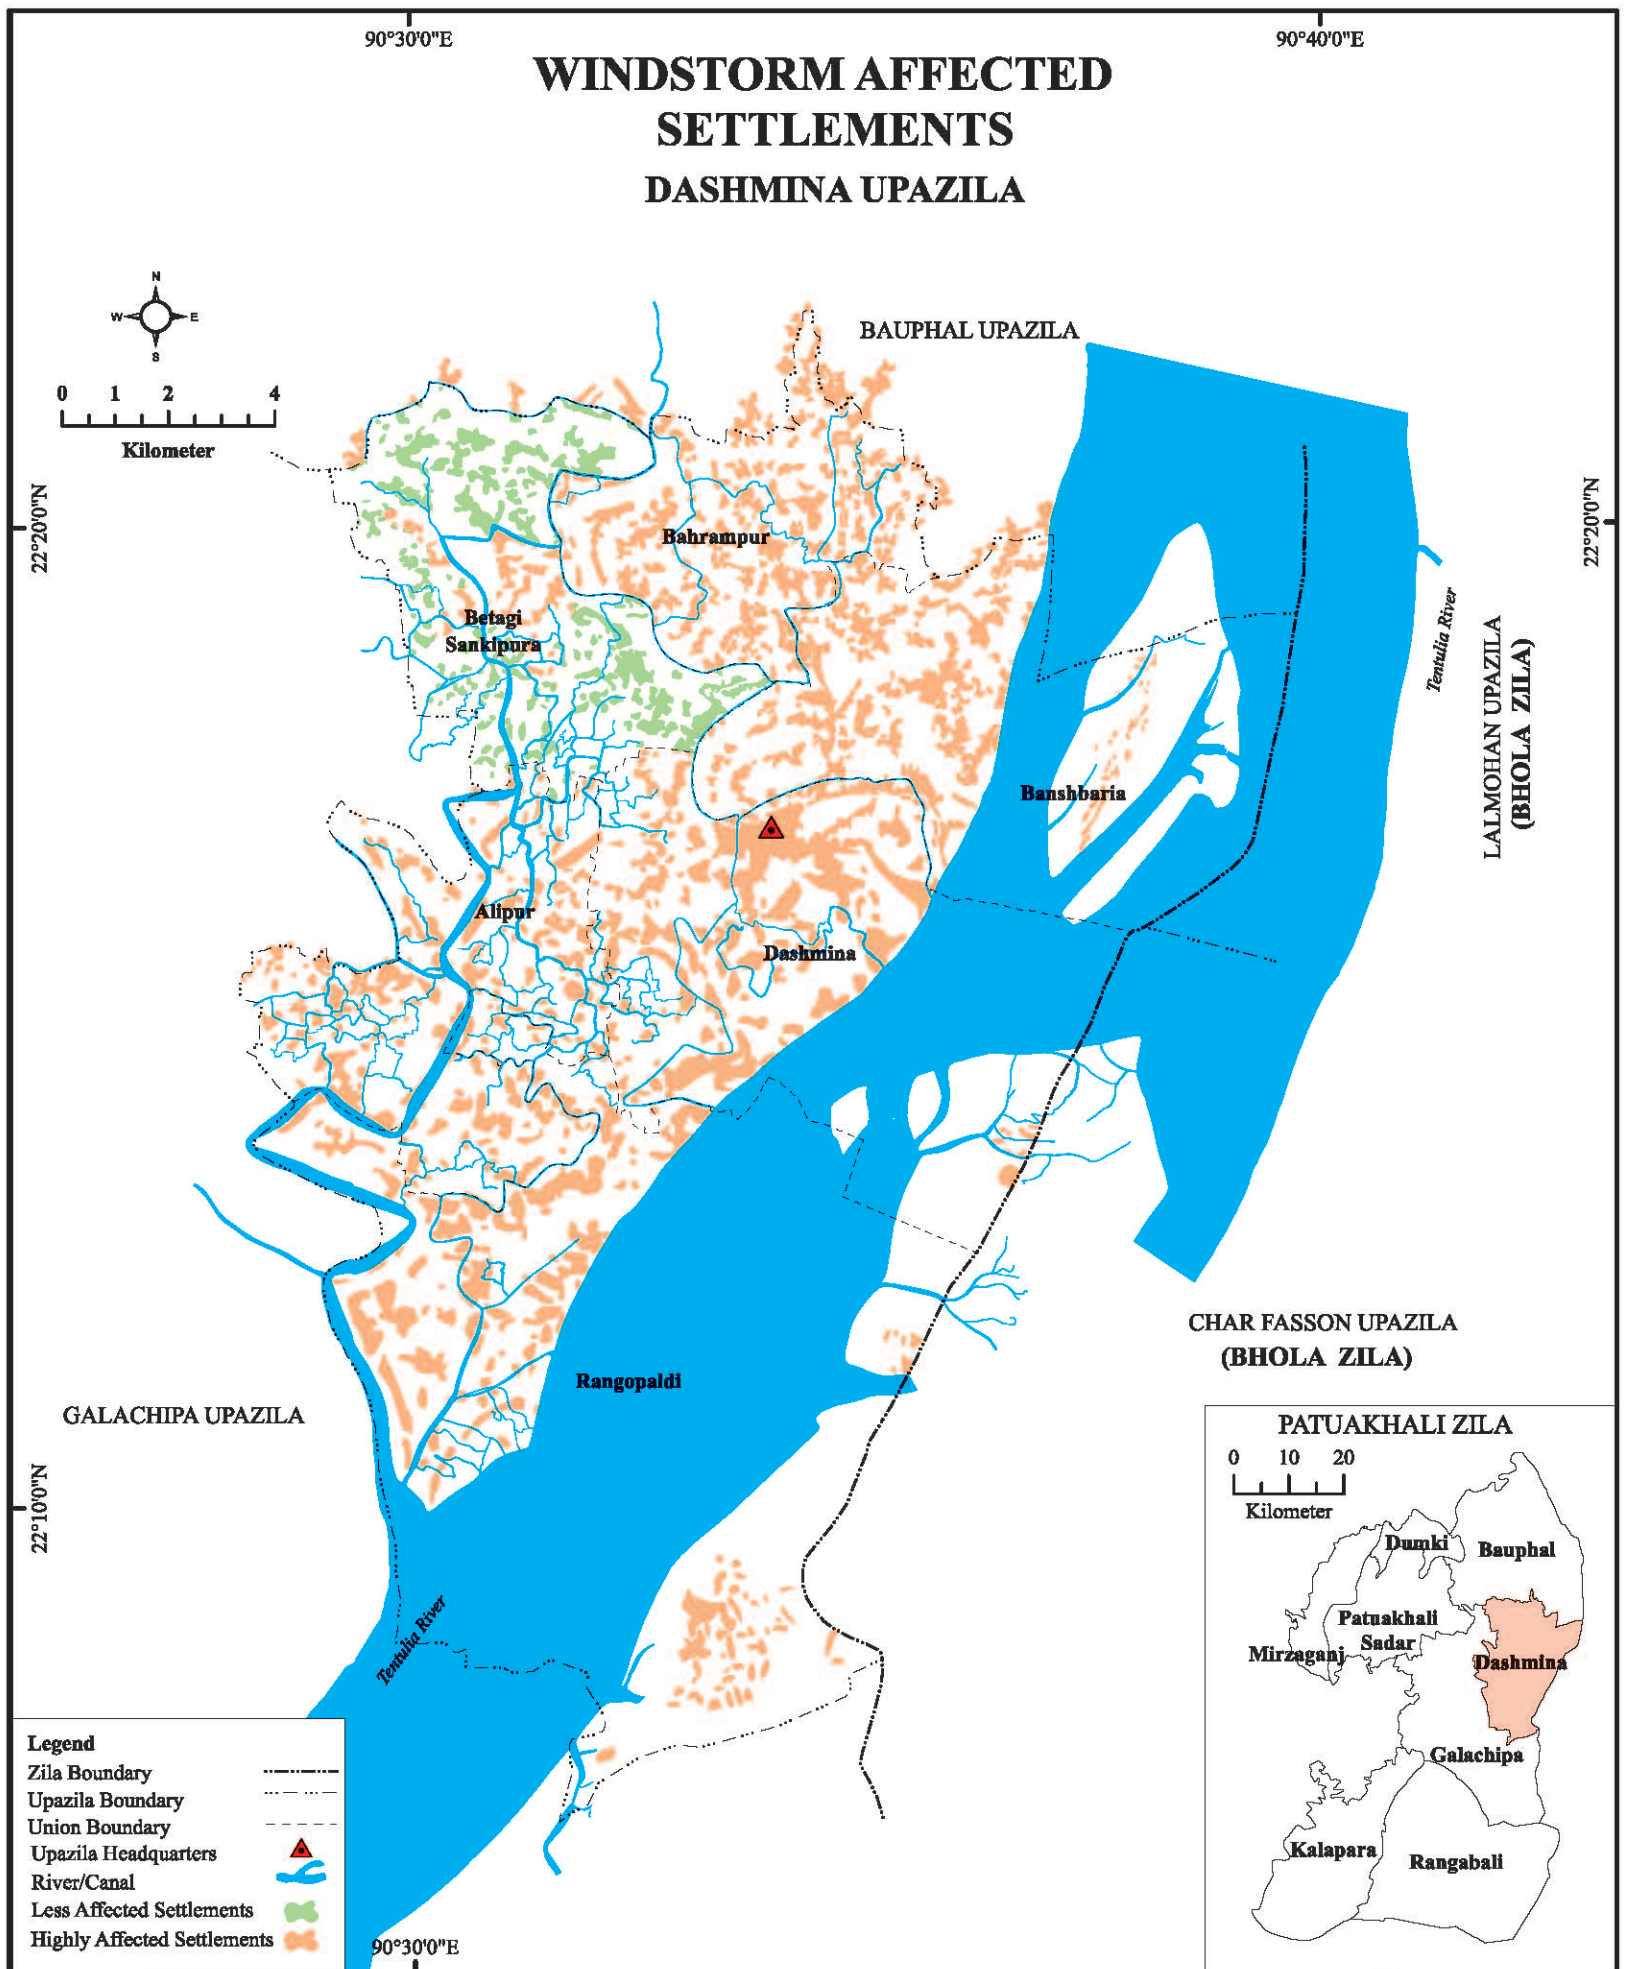 90°30'0"E
90°40'0"E
WINDSTORM AFFECTED
SETTLEMENTS
DASHMINA UPAZILA
N
W
E
S
BAUPHAL UPAZILA
0 1 2 4
Kilometer
22°20'0"N
22°20'0"N
Bahrampur
Betagi
Sankipura
Tentulia River
LALMOHAN UPAZILA
(BHOLA ZILA)
Banshbaria
Alipur
Dashmina
CHAR FASSON UPAZILA
(BHOLA ZILA)
Rangopaldi
GALACHIPA UPAZILA
22°10'0"N
Tentulia River
PATUAKHALI ZILA
0 10 20
Kilometer
Dumki
Bauphal
Patuakhali
Sadar
Mirzaganj
Dashmina
Galachipa
Kalapara
Rangabali
Legend
Zila Boundary
Upazila Boundary
Union Boundary
Upazila Headquarters
River/Canal
Less Affected Settlements
Highly Affected Settlements
90°30'0"E